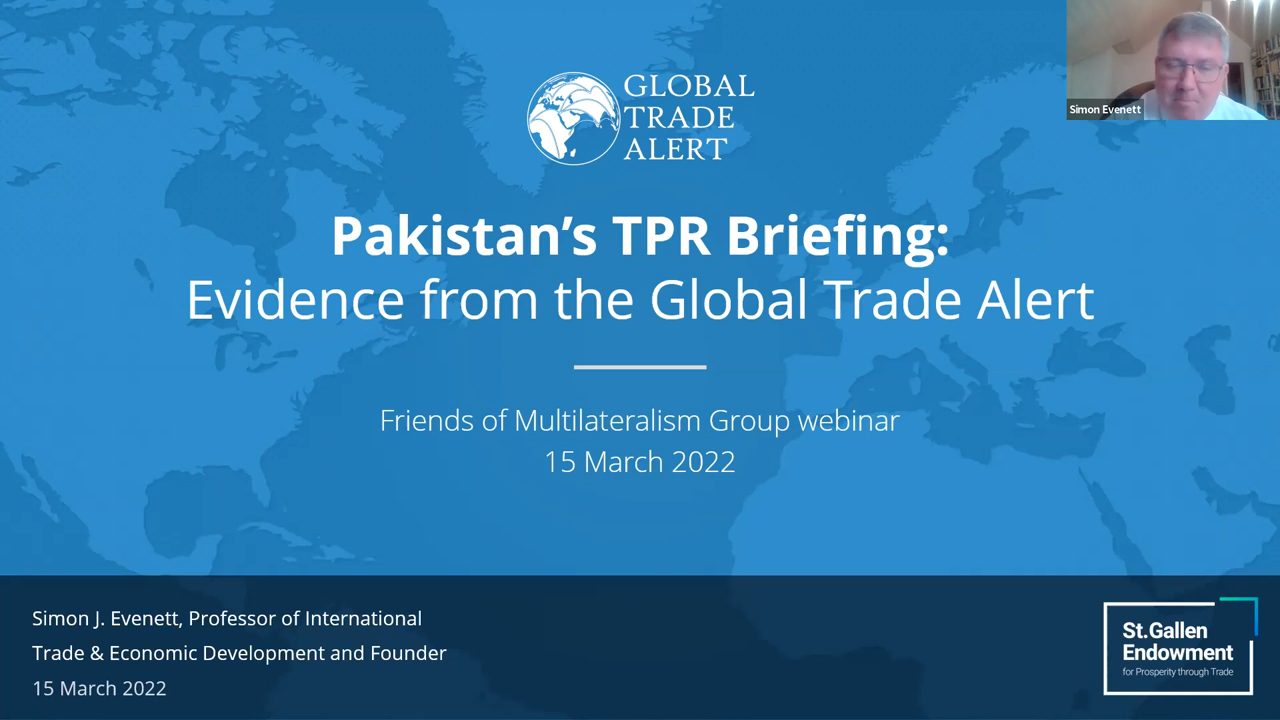 Simon Evenett
GLOBAL
TRADE
ALERT
Pakistan’s TPR Briefing:
Evidence from the Global Trade Alert
Friends of Multilateralism Group webinar
15 March 2022
Simon J. Evenett, Professor of International
Trade & Economic Development and Founder
15 March 2022
St.Gallen
Endowment
for Prosperity through Trade